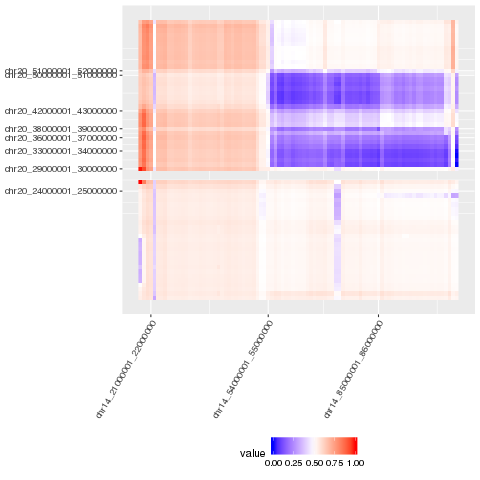 chr20_51000001_52000000
chr20_50000001_51000000
chr20_42000001_43000000
chr20_38000001_39000000
chr20_36000001_37000000
chr20_33000001_34000000
chr20_29000001_30000000
chr20_24000001_25000000
chr14_21000001_22000000
chr14_54000001_55000000
chr14_85000001_86000000
value
0.00 0.25 0.50 0.75 1.00